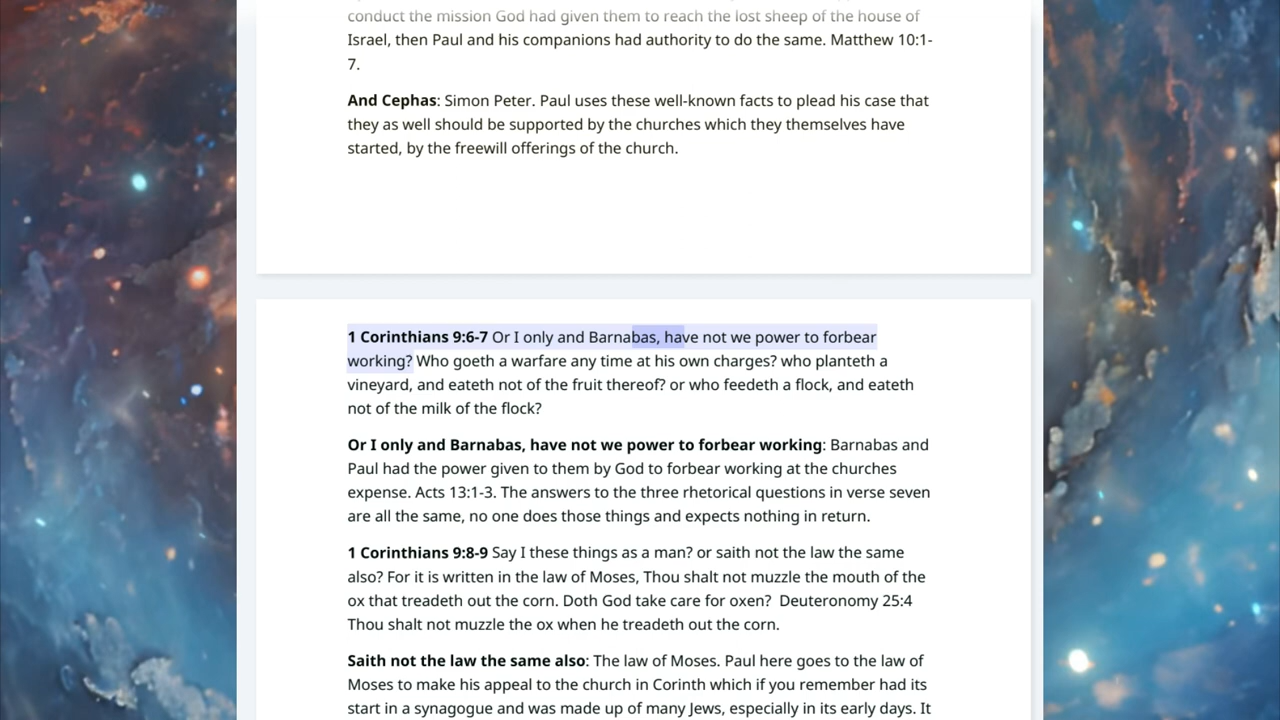 conduct the mission God had given them to reach the lost sheep of the house of
Israel, then Paul and his companions had authority to do the same. Matthew 10:1-
7.
And Cephas: Simon Peter. Paul uses these well-known facts to plead his case that
they as well should be supported by the churches which they themselves have
started, by the freewill offerings of the church.
1 Corinthians 9:6-7 Or I only and Barnabas, have not we power to forbear
working? Who goeth a warfare any time at his own charges? who planteth a
vineyard, and eateth not of the fruit thereof? or who feedeth a flock, and eateth
not of the milk of the flock?
Or I only and Barnabas, have not we power to forbear working: Barnabas and
Paul had the power given to them by God to forbear working at the churches
expense. Acts 13:1-3. The answers to the three rhetorical questions in verse seven
are all the same, no one does those things and expects nothing in return.
1 Corinthians 9:8-9 Say I these things as a man? or saith not the law the same
also? For it is written in the law of Moses, Thou shalt not muzzle the mouth of the
ox that treadeth out the corn. Doth God take care for oxen?  Deuteronomy 25:4
Thou shalt not muzzle the ox when he treadeth out the corn.
Saith not the law the same also: The law of Moses. Paul here goes to the law of
Moses to make his appeal to the church in Corinth which if you remember had its
start in a synagogue and was made up of many Jews, especially in its early days. It